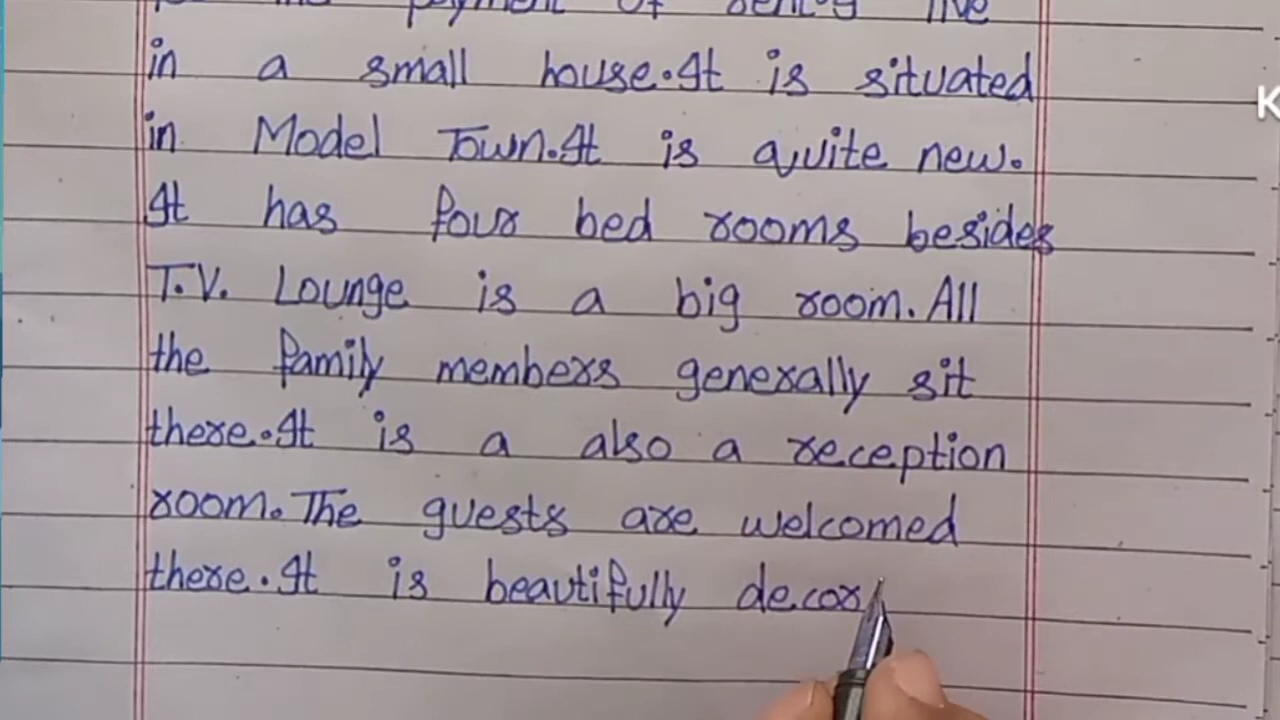 payment of
in a small house.It is situated
in Model Town.It is quite new.
It has four bed rooms besides
T.V. Lounge is a big room. All
the family members generally sit
there.It is a also a reception
room.The guests are welcomed
there.It is beautifully decor
K